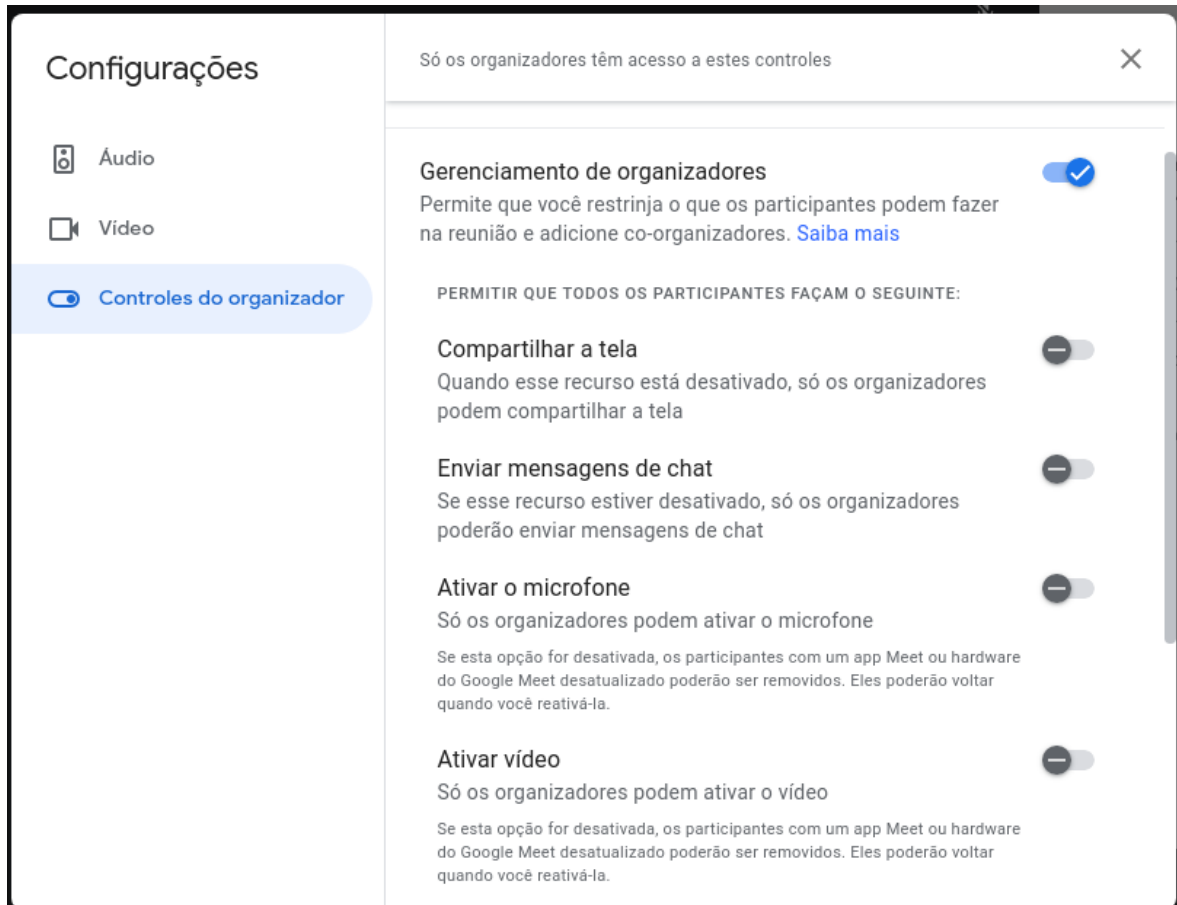 Configurações
Áudio
Vídeo
Controles do organizador
Só os organizadores têm acesso a estes controles
Gerenciamento de organizadores
Permite que você restrinja o que os participantes podem fazer
na reunião e adicione co-organizadores. Saiba mais
PERMITIR QUE TODOS OS PARTICIPANTES FAÇAM O SEGUINTE:
Compartilhar a tela
Quando esse recurso está desativado, só os organizadores
podem compartilhar a tela
Enviar mensagens de chat
Se esse recurso estiver desativado, só os organizadores
poderão enviar mensagens de chat
Ativar o microfone
Só os organizadores podem ativar o microfone
Se esta opção for desativada, os participantes com um app Meet ou hardware
do Google Meet desatualizado poderão ser removidos. Eles poderão voltar
quando você reativá-la.
Ativar vídeo
Só os organizadores podem ativar o vídeo
Se esta opção for desativada, os participantes com um app Meet ou hardware
do Google Meet desatualizado poderão ser removidos. Eles poderão voltar
quando você reativá-la.